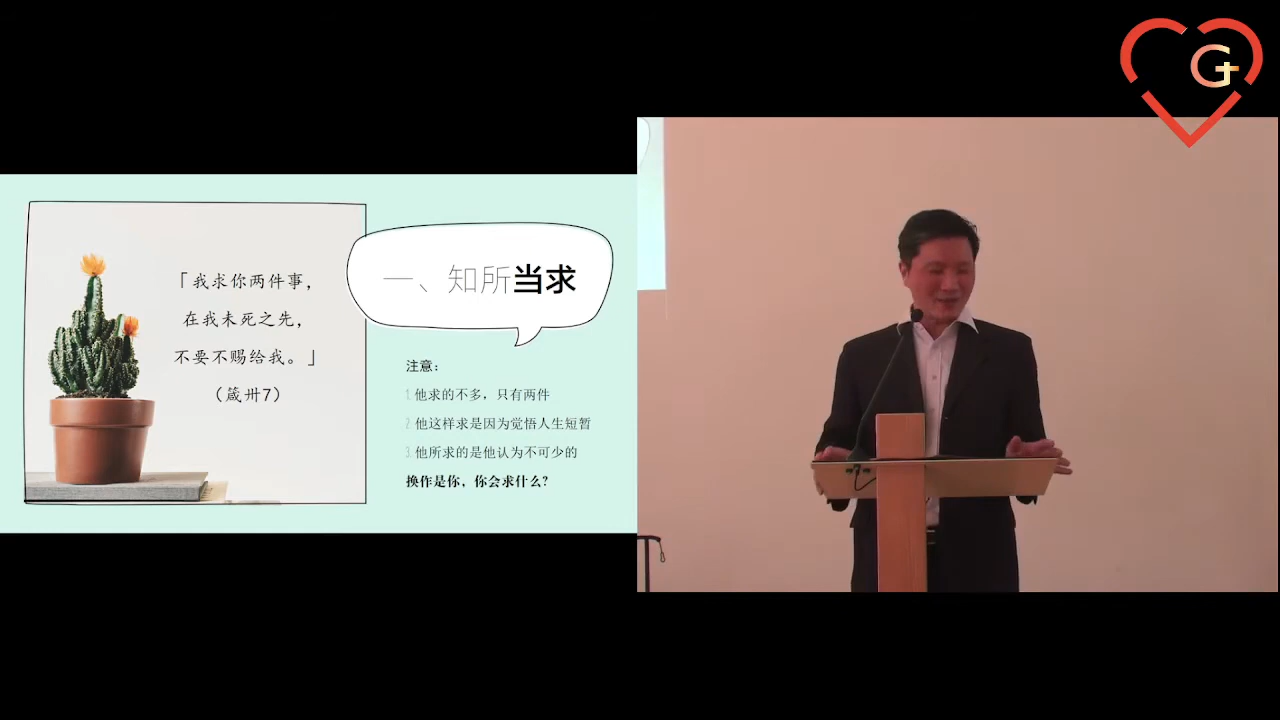 「我求你两件事，
在我未死之先，
不要不赐给我。」
（箴卅7）
一、知所当求
注意：
1.他求的不多，只有两件
2.他这样求是因为觉悟人生短暂
3.他所求的是他认为不可少的
换作是你，你会求什么？
G